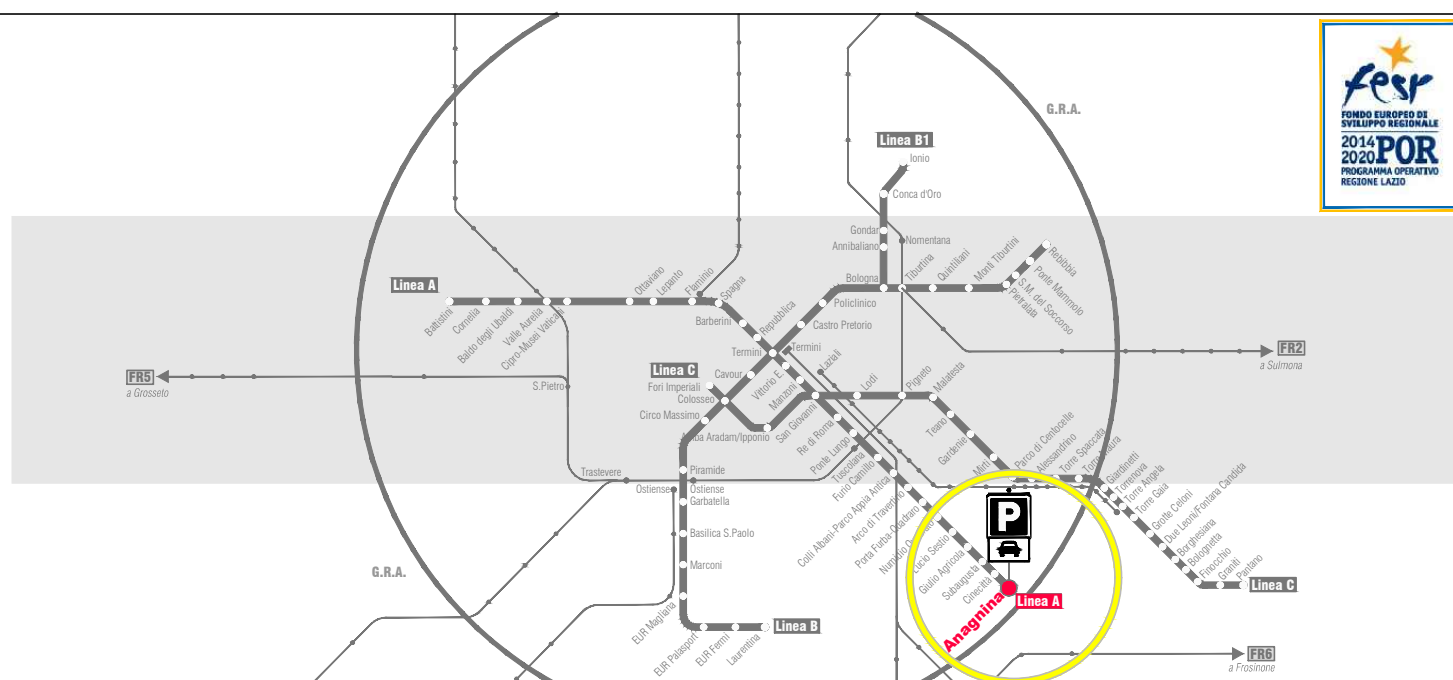 G.R.A.
fesr
FONDO EUROPEO DI
SVILUPPO REGIONALE
2014
2020 POR
PROGRAMMA OPERATIVO
REGIONE LAZIO
Linea B1
Ionio
Conca d'Oro
Gondar
Annibaliano
Nomentana
Bologna
Tiburtina
Quintiliani
Monti Tiburtini
Rebibbia
Ponte Mammolo
S.M. del Soccorso
Pietralata
Linea A
Battistini
Cornelia
Baldo degli Ubaldi
Valle Aurelia
Cipro-Musei Vaticani
Ottaviano
Lepanto
Flaminio
Spagna
Barberini
Repubblica
Policlinico
Castro Pretorio
Termini
Termini
Laziali
FR2
a Sulmona
FR5
a Grosseto
S.Pietro
Linea C
Fori Imperiali
Colosseo
Cavour
Circo Massimo
Vittorio E.
Manzoni
San Giovanni
Lodi
Pigneto
Malatesta
Teano
Gardenie
Mirti
Parco di Centocelle
Alessandrino
Torre Spaccata
Torre Maura
Giardinetti
Torrenova
Torre Angela
Torre Gaia
Grotte Celoni
Due Leoni/Fontana Candida
Borghesiana
Bolognetta
Finocchio
Graniti
Pantano
Linea C
Aradam/Ipponio
Re di Roma
Ponte Lungo
Tuscolana
Furio Camillo
Colli Albani-Parco Appia Antica
Arco di Travertino
Porta Furba-Quadraro
Numidio
Lucio Sestio
Giulio Agricola
Subaugusta
Cinecittà
Anagnina
Linea A
P
Trastevere
Ostiense
Piramide
Ostiense
Garbatella
Basilica S.Paolo
Marconi
EUR Magliana
EUR Palasport
EUR Fermi
Laurentina
Linea B
G.R.A.
FR6
a Frosinone